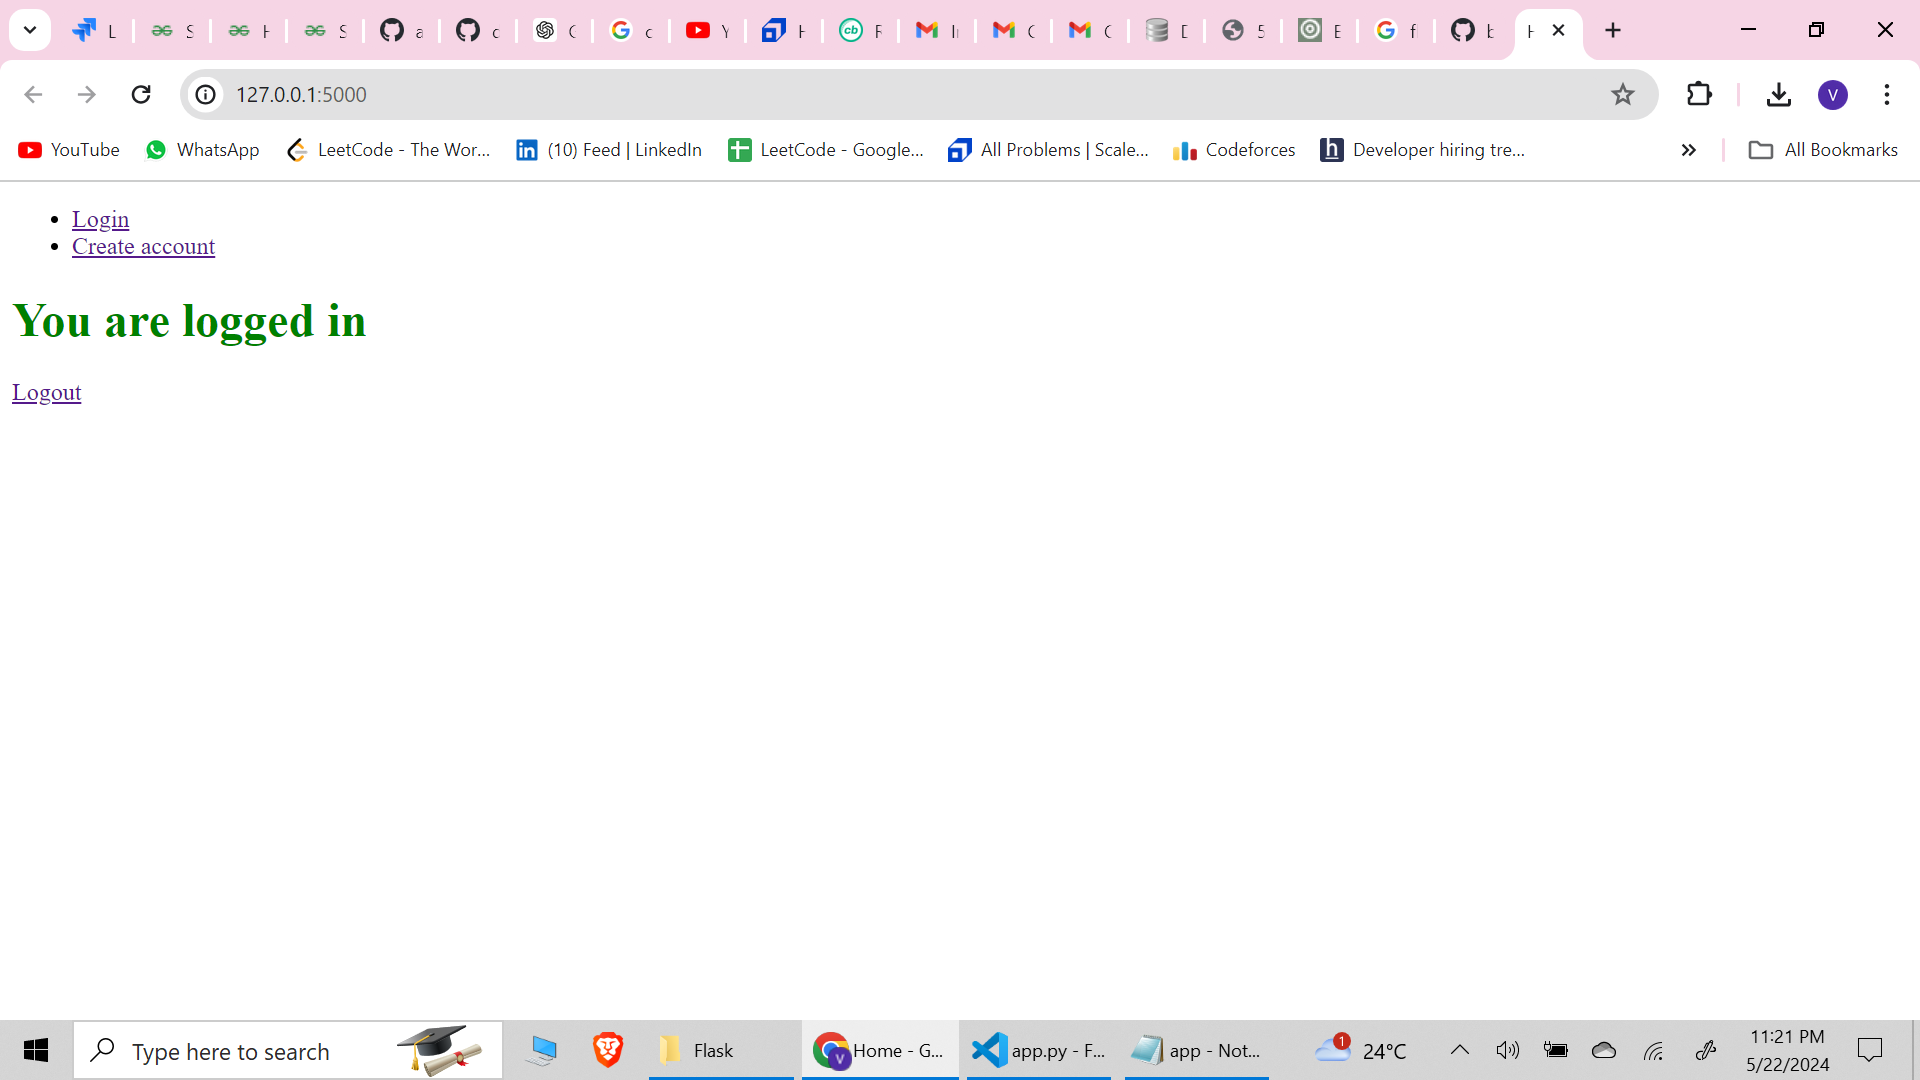 L S H S a c C c Y H R I C C D 5 E f b H
127.0.0.1:5000
V
YouTube WhatsApp LeetCode - The Wor... (10) Feed | LinkedIn LeetCode - Google... All Problems | Scale... Codeforces Developer hiring tre... » All Bookmarks
Login
Create account
You are logged in
Logout
Type here to search
Flask
Home - G...
app.py - F...
app - Not...
1
24°C
11:21 PM
5/22/2024